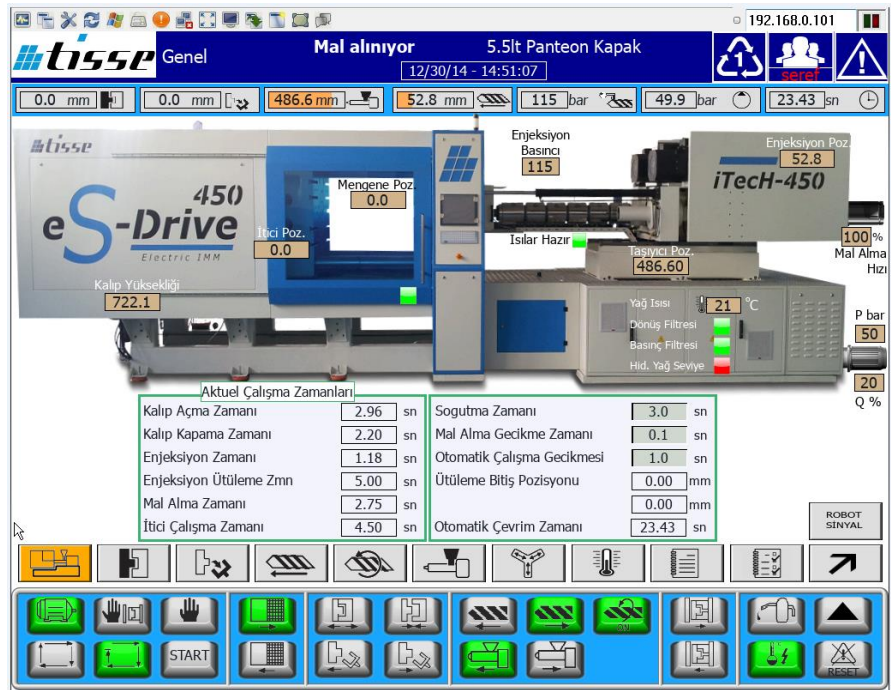 192.168.0.101
tisse
Genel
Mal alınıyor
5.5lt Panteon Kapak
12/30/14 - 14:51:07
1
seref
0.0 mm
0.0 mm
486.6 mm
52.8 mm
115 bar
49.9 bar
23.43 sn
tisse
450
eS-Drive
Electric IMM
Mengene Poz.
0.0
İtici Poz.
0.0
Kalıp Yüksekliği
722.1
Enjeksiyon
Basıncı
115
Enjeksiyon Poz.
52.8
iTecH-450
Isılar Hazır
Taşıyıcı Poz.
486.60
100 %
Mal Alma
Hızı
Yağ Isısı
21 °C
Dönüş Filtresi
Basınç Filtresi
Hid. Yağ Seviye
P bar
50
20
Q %
Aktuel Çalışma Zamanları
Kalıp Açma Zamanı 2.96 sn
Kalıp Kapama Zamanı 2.20 sn
Enjeksiyon Zamanı 1.18 sn
Enjeksiyon Ütüleme Zmn 5.00 sn
Mal Alma Zamanı 2.75 sn
İtici Çalışma Zamanı 4.50 sn
Sogutma Zamanı 3.0 sn
Mal Alma Gecikme Zamanı 0.1 sn
Otomatik Çalışma Gecikmesi 1.0 sn
Ütüleme Bitiş Pozisyonu 0.00 mm
0.00 mm
Otomatik Çevrim Zamanı 23.43 sn
ROBOT
SİNYAL
ON
START
RESET